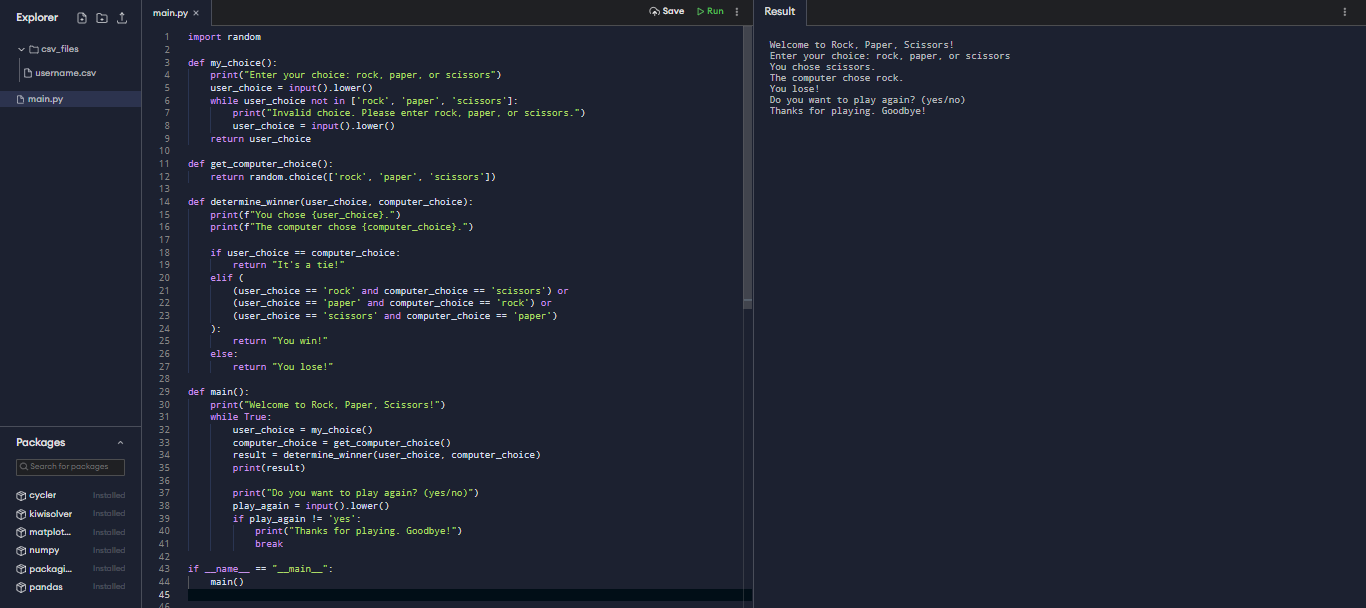 Explorer
csv_files
username.csv
main.py
Packages
Search for packages
cycler Installed
kiwisolver Installed
matplot... Installed
numpy Installed
packagi... Installed
pandas Installed
main.py × Save Run
1 import random
2
3 def my_choice():
4     print("Enter your choice: rock, paper, or scissors")
5     user_choice = input().lower()
6     while user_choice not in ['rock', 'paper', 'scissors']:
7         print("Invalid choice. Please enter rock, paper, or scissors.")
8         user_choice = input().lower()
9     return user_choice
10
11 def get_computer_choice():
12     return random.choice(['rock', 'paper', 'scissors'])
13
14 def determine_winner(user_choice, computer_choice):
15     print(f"You chose {user_choice}.")
16     print(f"The computer chose {computer_choice}.")
17
18     if user_choice == computer_choice:
19         return "It's a tie!"
20     elif (
21         (user_choice == 'rock' and computer_choice == 'scissors') or
22         (user_choice == 'paper' and computer_choice == 'rock') or
23         (user_choice == 'scissors' and computer_choice == 'paper')
24     ):
25         return "You win!"
26     else:
27         return "You lose!"
28
29 def main():
30     print("Welcome to Rock, Paper, Scissors!")
31     while True:
32         user_choice = my_choice()
33         computer_choice = get_computer_choice()
34         result = determine_winner(user_choice, computer_choice)
35         print(result)
36
37         print("Do you want to play again? (yes/no)")
38         play_again = input().lower()
39         if play_again != 'yes':
40             print("Thanks for playing. Goodbye!")
41             break
42
43 if __name__ == "__main__":
44     main()
45
46
Result
Welcome to Rock, Paper, Scissors!
Enter your choice: rock, paper, or scissors
You chose scissors.
The computer chose rock.
You lose!
Do you want to play again? (yes/no)
Thanks for playing. Goodbye!